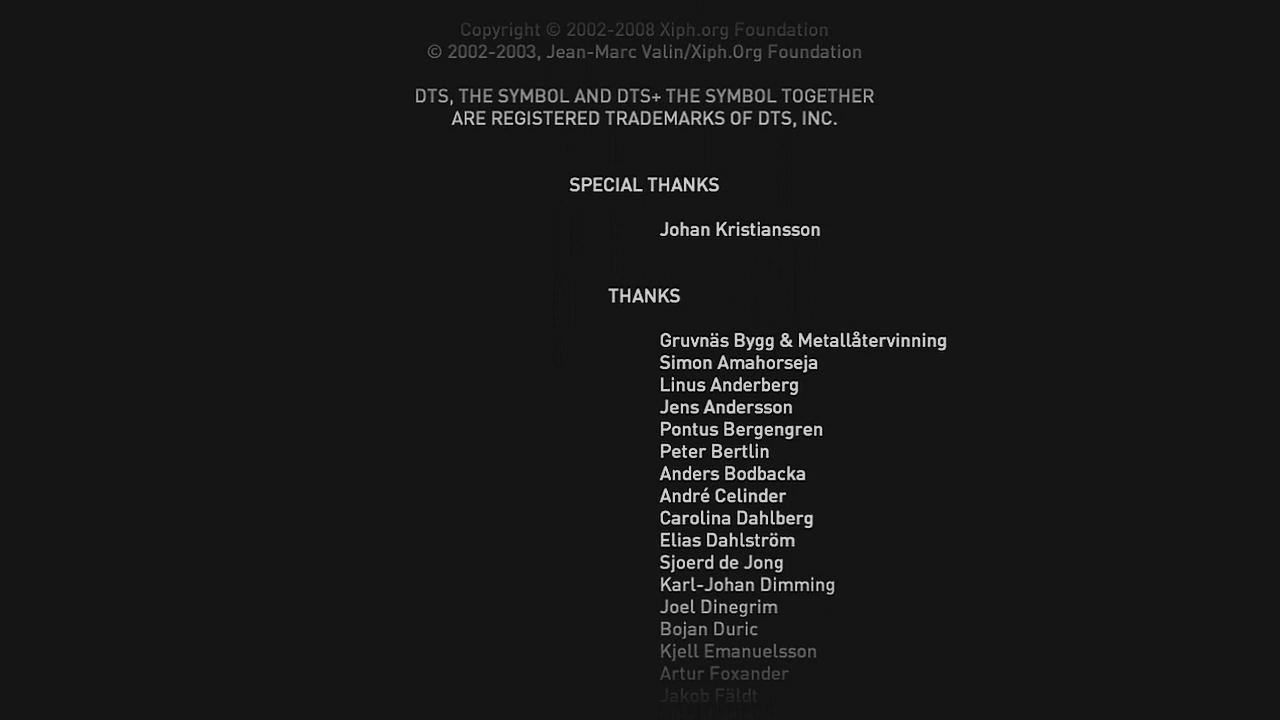 Copyright © 2002-2008 Xiph.org Foundation
© 2002-2003, Jean-Marc Valin/Xiph.Org Foundation
DTS, THE SYMBOL AND DTS+ THE SYMBOL TOGETHER
ARE REGISTERED TRADEMARKS OF DTS, INC.
SPECIAL THANKS
Johan Kristiansson
THANKS
Gruvnäs Bygg & Metallåtervinning
Simon Amahorseja
Linus Anderberg
Jens Andersson
Pontus Bergengren
Peter Bertlin
Anders Bodbacka
André Celinder
Carolina Dahlberg
Elias Dahlström
Sjoerd de Jong
Karl-Johan Dimming
Joel Dinegrim
Bojan Duric
Kjell Emanuelsson
Artur Foxander
Jakob Fäldt